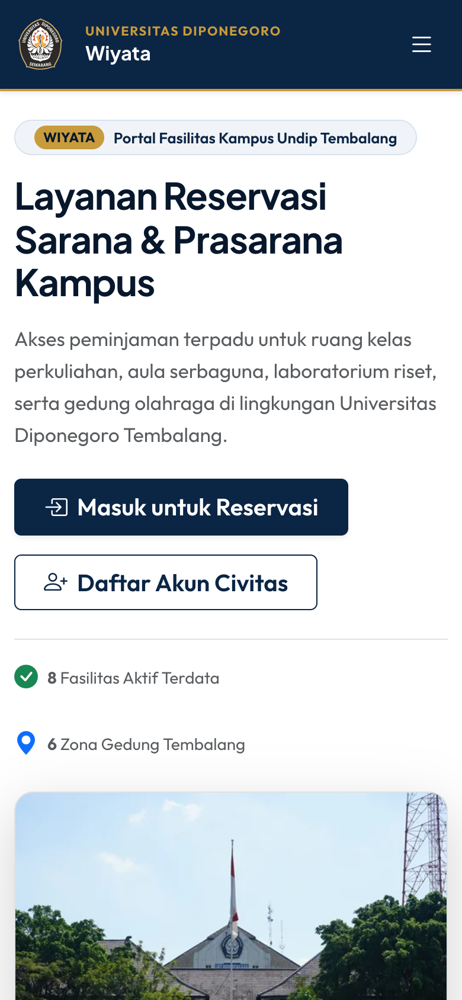 UNIVERSITAS DIPONEGORO
SEMARANG
UNIVERSITAS DIPONEGORO
Wiyata
WIYATA Portal Fasilitas Kampus Undip Tembalang
Layanan Reservasi
Sarana & Prasarana
Kampus
Akses peminjaman terpadu untuk ruang kelas
perkuliahan, aula serbaguna, laboratorium riset,
serta gedung olahraga di lingkungan Universitas
Diponegoro Tembalang.
Masuk untuk Reservasi
Daftar Akun Civitas
8 Fasilitas Aktif Terdata
6 Zona Gedung Tembalang